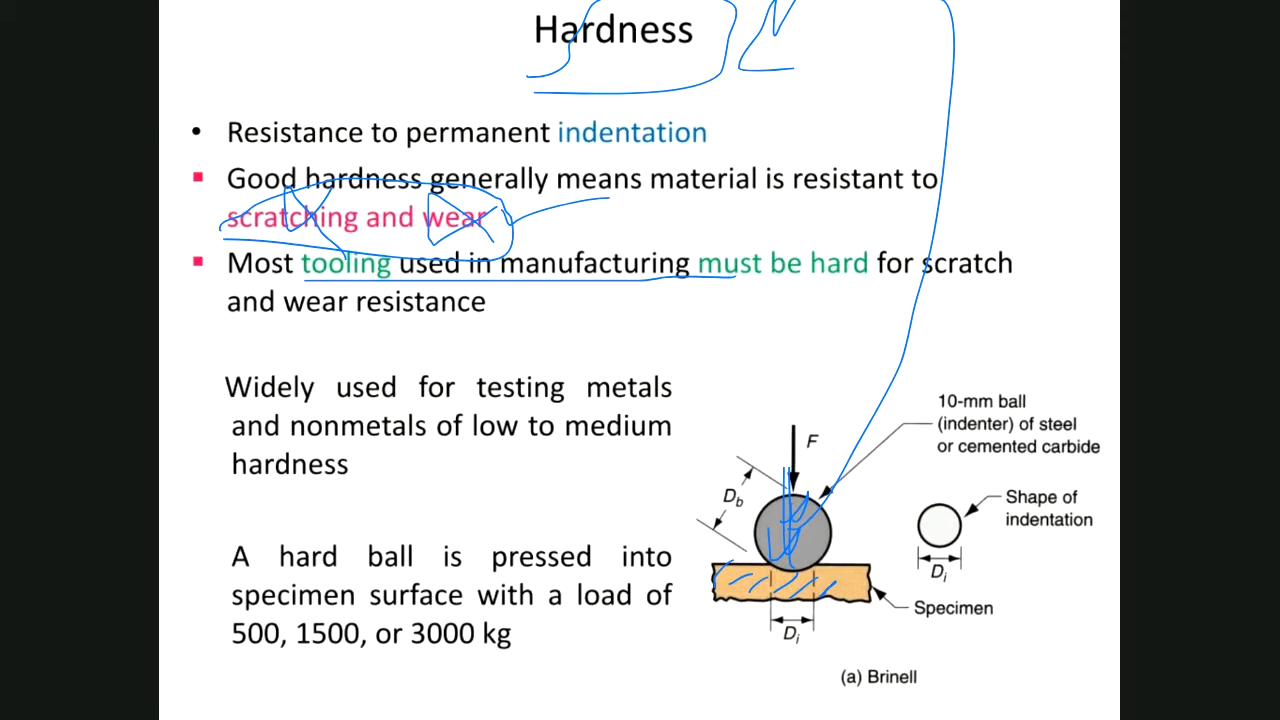 Hardness
• Resistance to permanent indentation
▪ Good hardness generally means material is resistant to
scratching and wear
▪ Most tooling used in manufacturing must be hard for scratch
and wear resistance
Widely used for testing metals
and nonmetals of low to medium
hardness
A hard ball is pressed into
specimen surface with a load of
500, 1500, or 3000 kg
10-mm ball
(indenter) of steel
or cemented carbide
F
Db
Shape of
indentation
Di
Specimen
Di
(a) Brinell